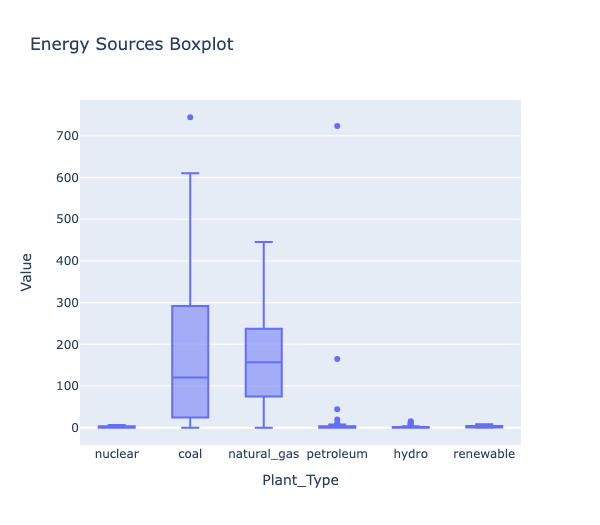 Energy Sources Boxplot
700
600
500
400
300
200
100
0
Value
nuclear coal natural_gas petroleum hydro renewable
Plant_Type